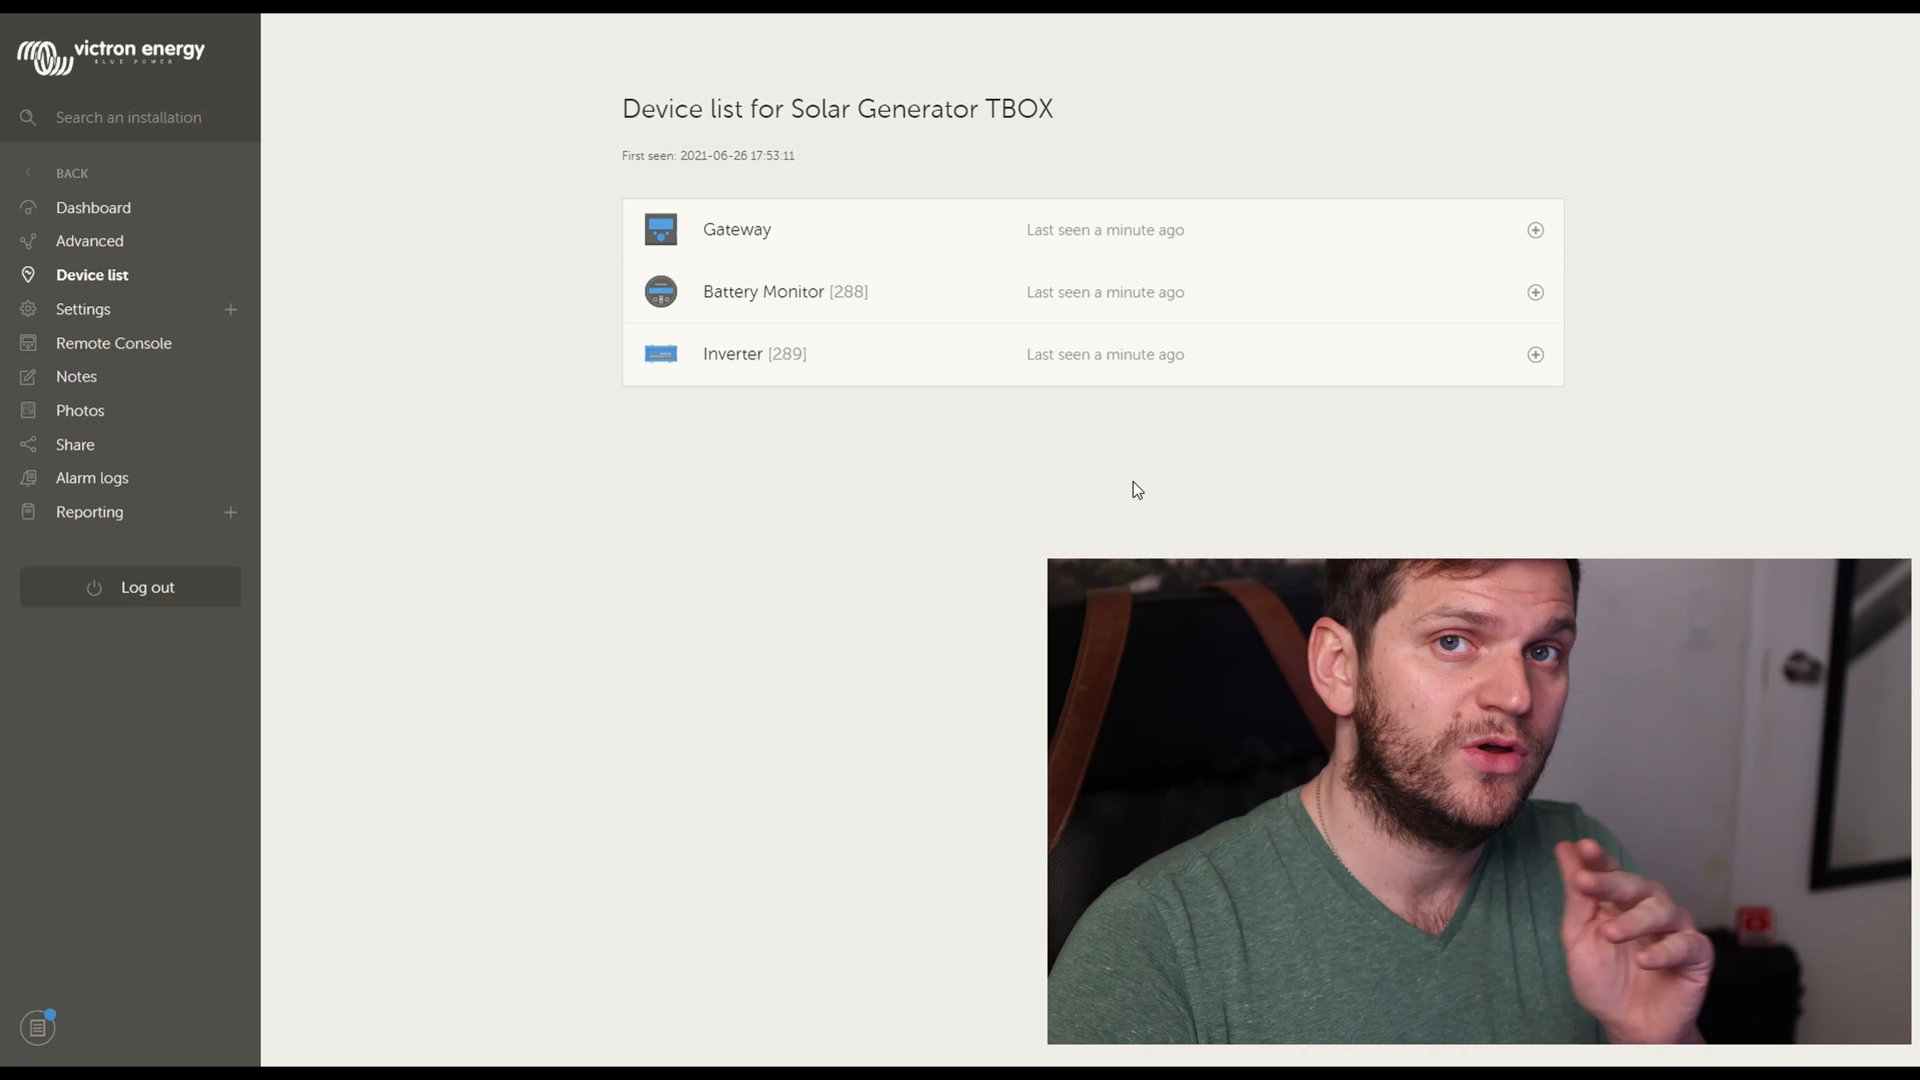 victron energy
BLUE POWER
Search an installation
BACK
Dashboard
Advanced
Device list
Settings
Remote Console
Notes
Photos
Share
Alarm logs
Reporting
Log out
Device list for Solar Generator TBOX
First seen: 2021-06-26 17:53:11
Gateway Last seen a minute ago
Battery Monitor [288] Last seen a minute ago
Inverter [289] Last seen a minute ago